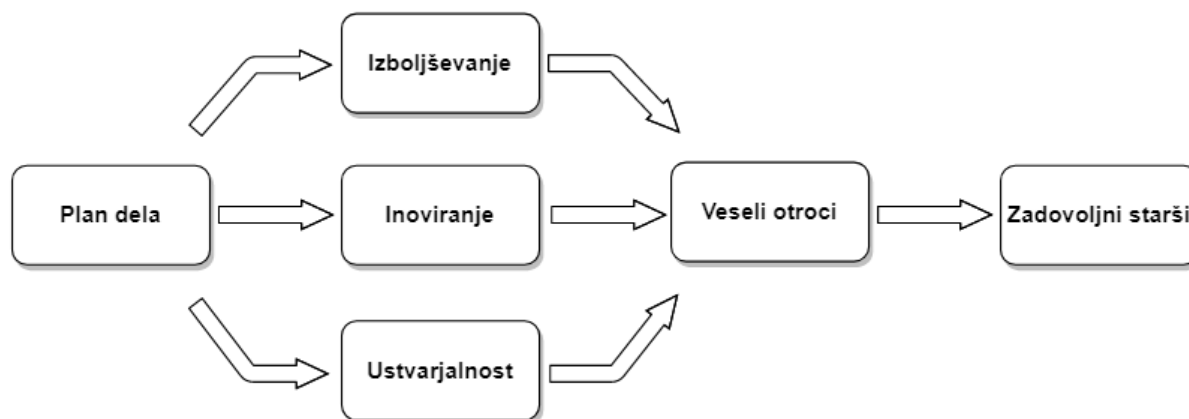 Izboljševanje
Plan dela
Inoviranje
Veseli otroci
Zadovoljni starši
Ustvarjalnost